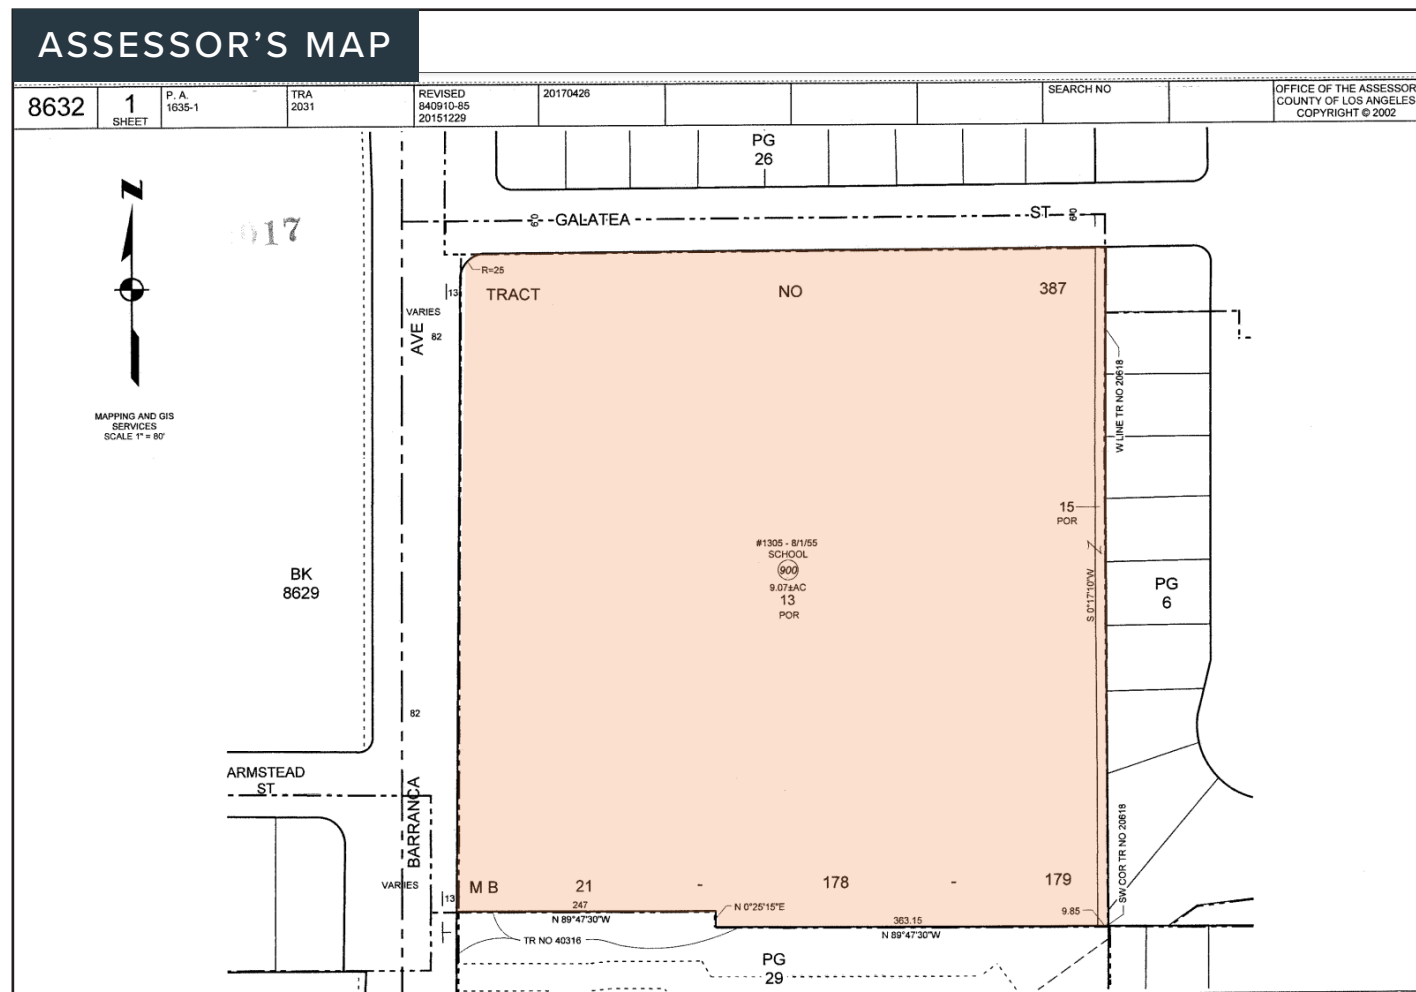 ASSESSOR'S MAP
8632
1
SHEET
P. A.
1635-1
TRA
2031
REVISED
840910-85
20151229
20170426
SEARCH NO
OFFICE OF THE ASSESSOR
COUNTY OF LOS ANGELES
COPYRIGHT © 2002
PG
26
N
017
60
GALATEA
ST
60
R=25
13
TRACT
NO
387
VARIES
AVE
82
W LINE TR NO 20618
MAPPING AND GIS
SERVICES
SCALE 1" = 80'
15
POR
#1305 - 8/1/55
SCHOOL
900
9.07±AC
13
POR
BK
8629
S 0°17'10"W
PG
6
82
ARMSTEAD
ST
BARRANCA
SW COR TR NO 20618
VARIES
13
M B
21
-
178
-
179
247
N 0°25'15"E
9.85
N 89°47'30"W
363.15
N 89°47'30"W
TR NO 40316
PG
29